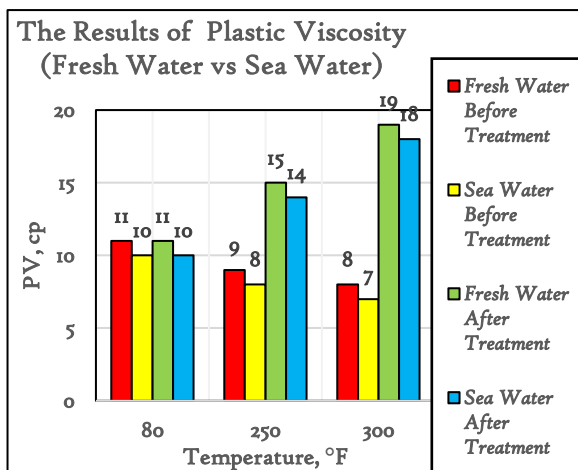 The Results of Plastic Viscosity
(Fresh Water vs Sea Water)
PV, cp
20
15
10
5
0
11
10
11
10
9
8
15
14
8
7
19
18
80
250
300
Temperature, °F
Fresh Water
Before
Treatment
Sea Water
Before
Treatment
Fresh Water
After
Treatment
Sea Water
After
Treatment